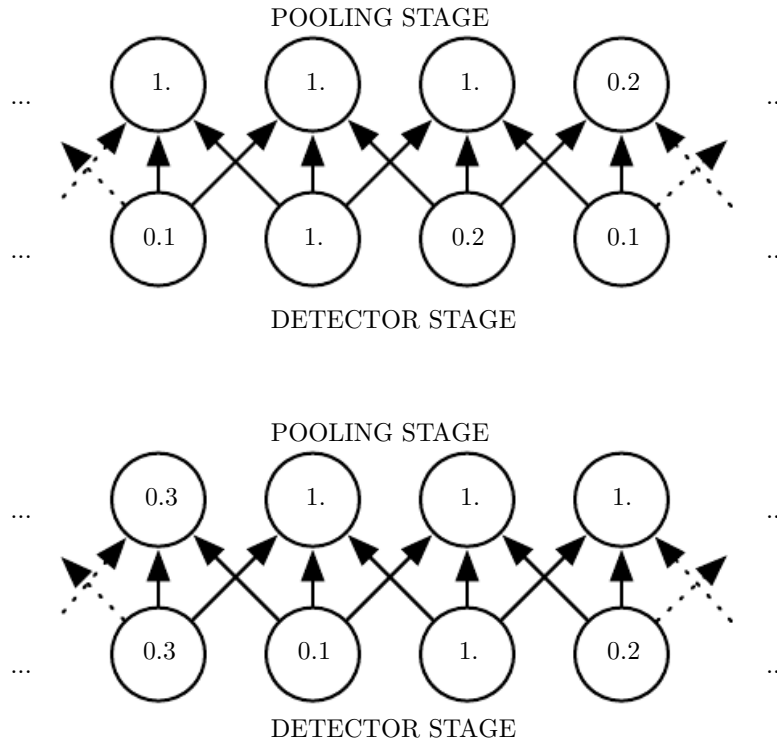 POOLING STAGE
... 1. 1. 1. 0.2 ...
... 0.1 1. 0.2 0.1 ...
DETECTOR STAGE
POOLING STAGE
... 0.3 1. 1. 1. ...
... 0.3 0.1 1. 0.2 ...
DETECTOR STAGE